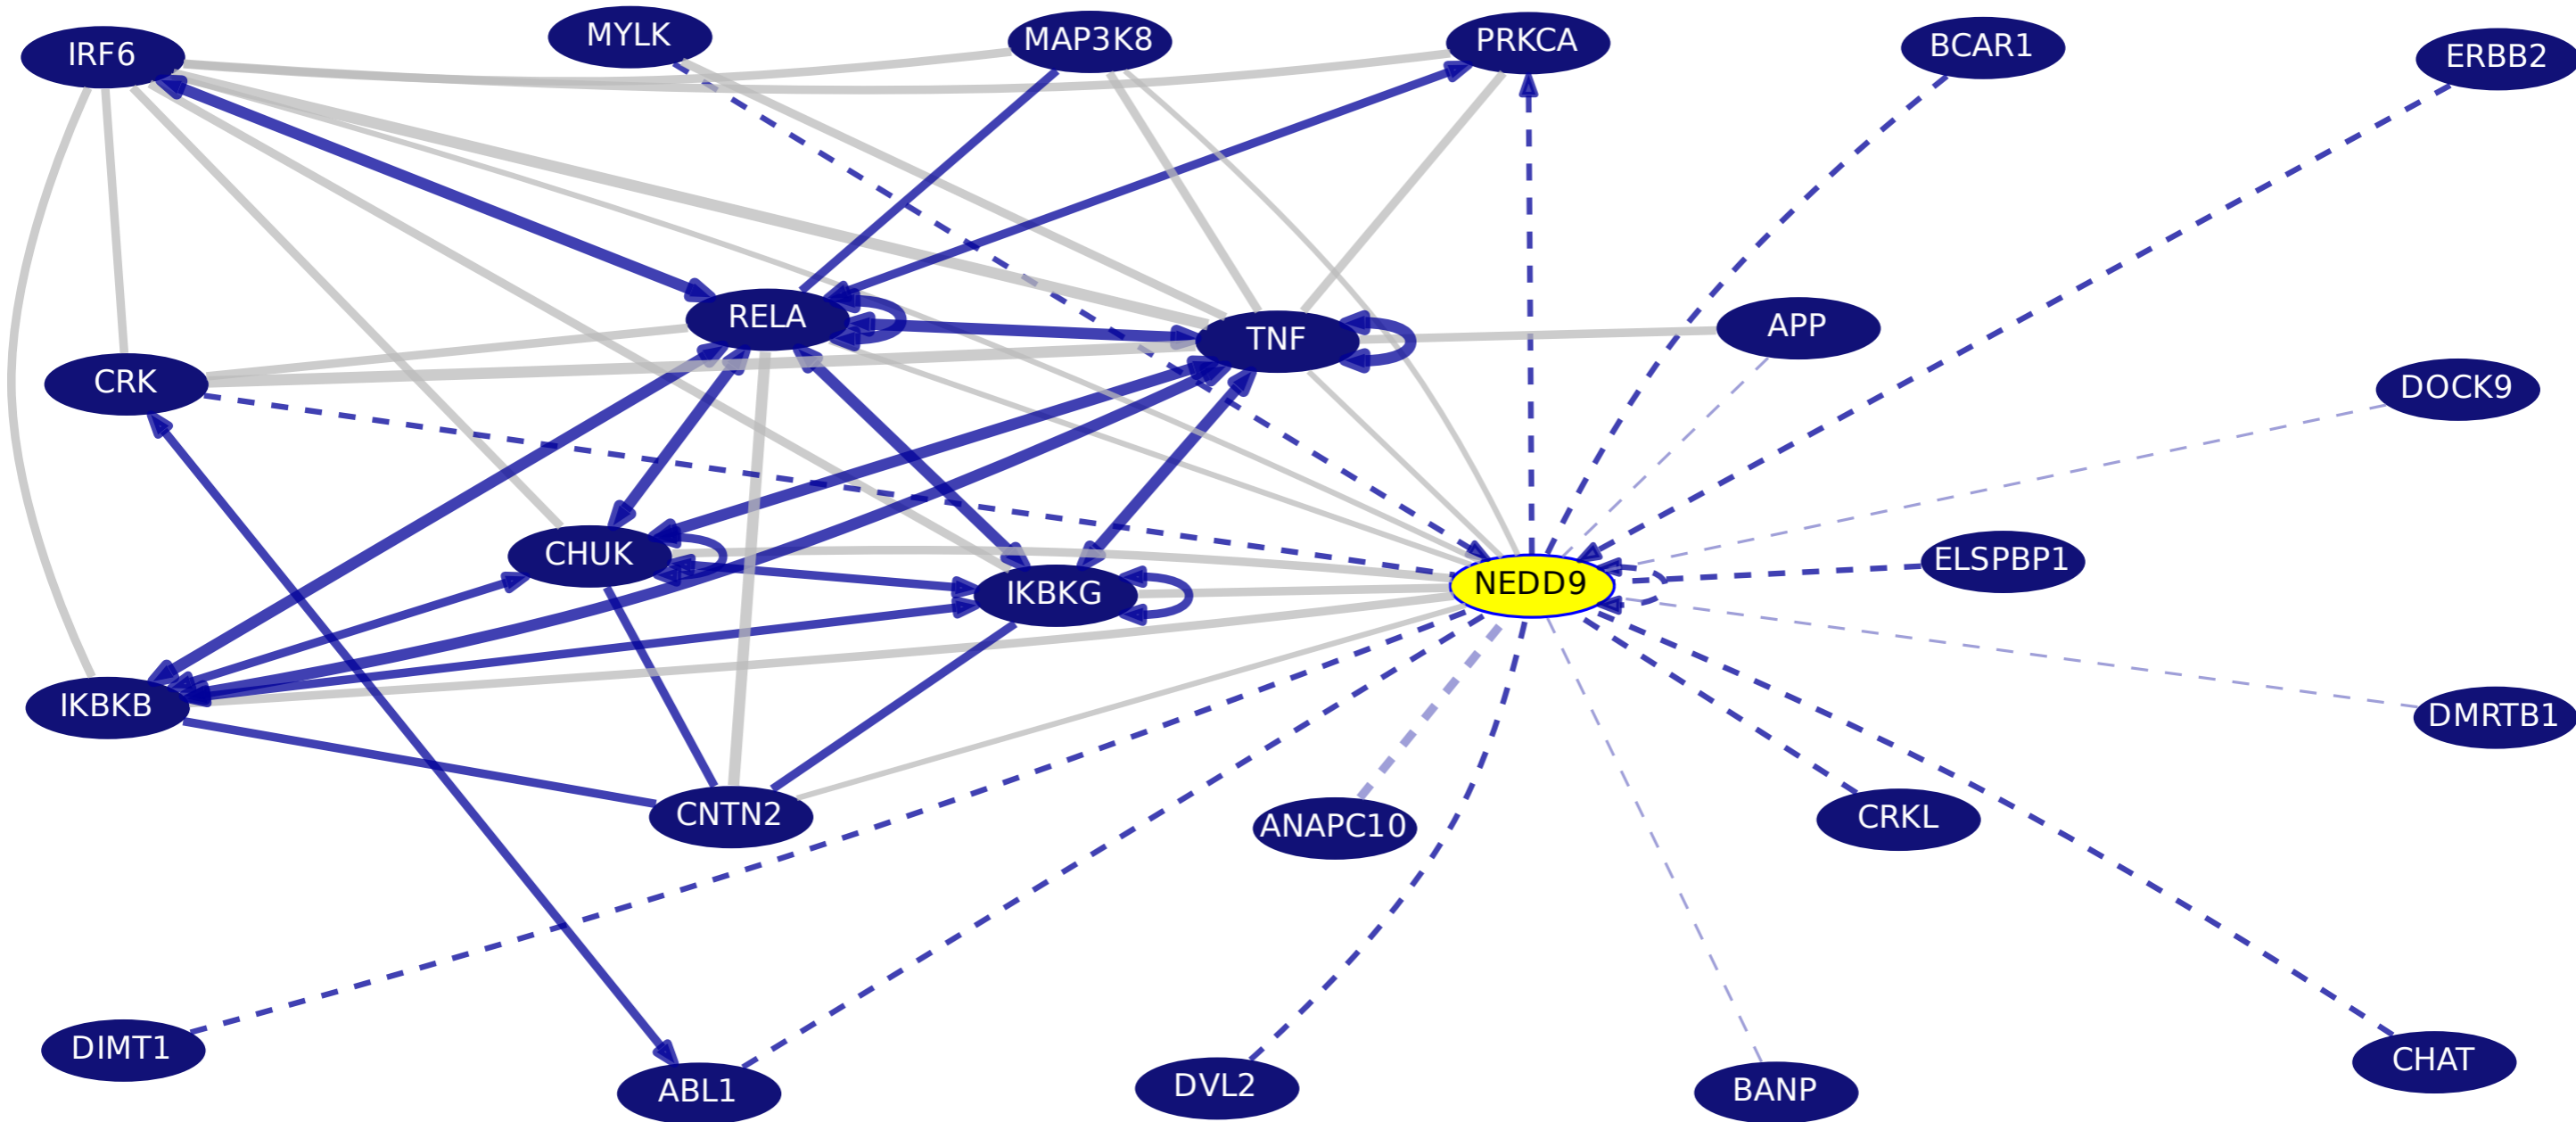 IRF6
MYLK
MAP3K8
PRKCA
BCAR1
ERBB2
RELA
TNF
APP
CRK
DOCK9
CHUK
IKBKG
NEDD9
ELSPBP1
IKBKB
DMRTB1
CNTN2
ANAPC10
CRKL
DIMT1
ABL1
DVL2
BANP
CHAT